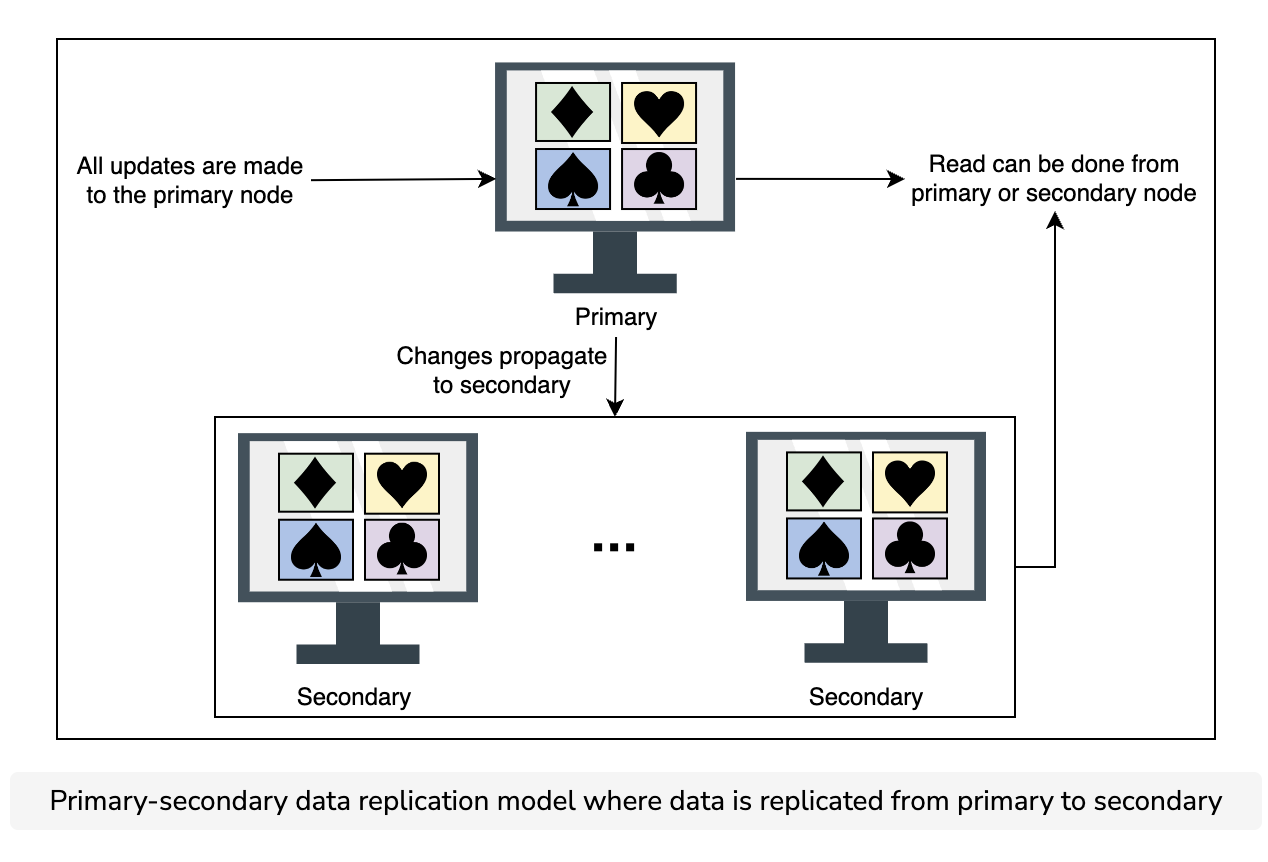 All updates are made
to the primary node
Read can be done from
primary or secondary node
Primary
Changes propagate
to secondary
...
Secondary
Secondary
Primary-secondary data replication model where data is replicated from primary to secondary